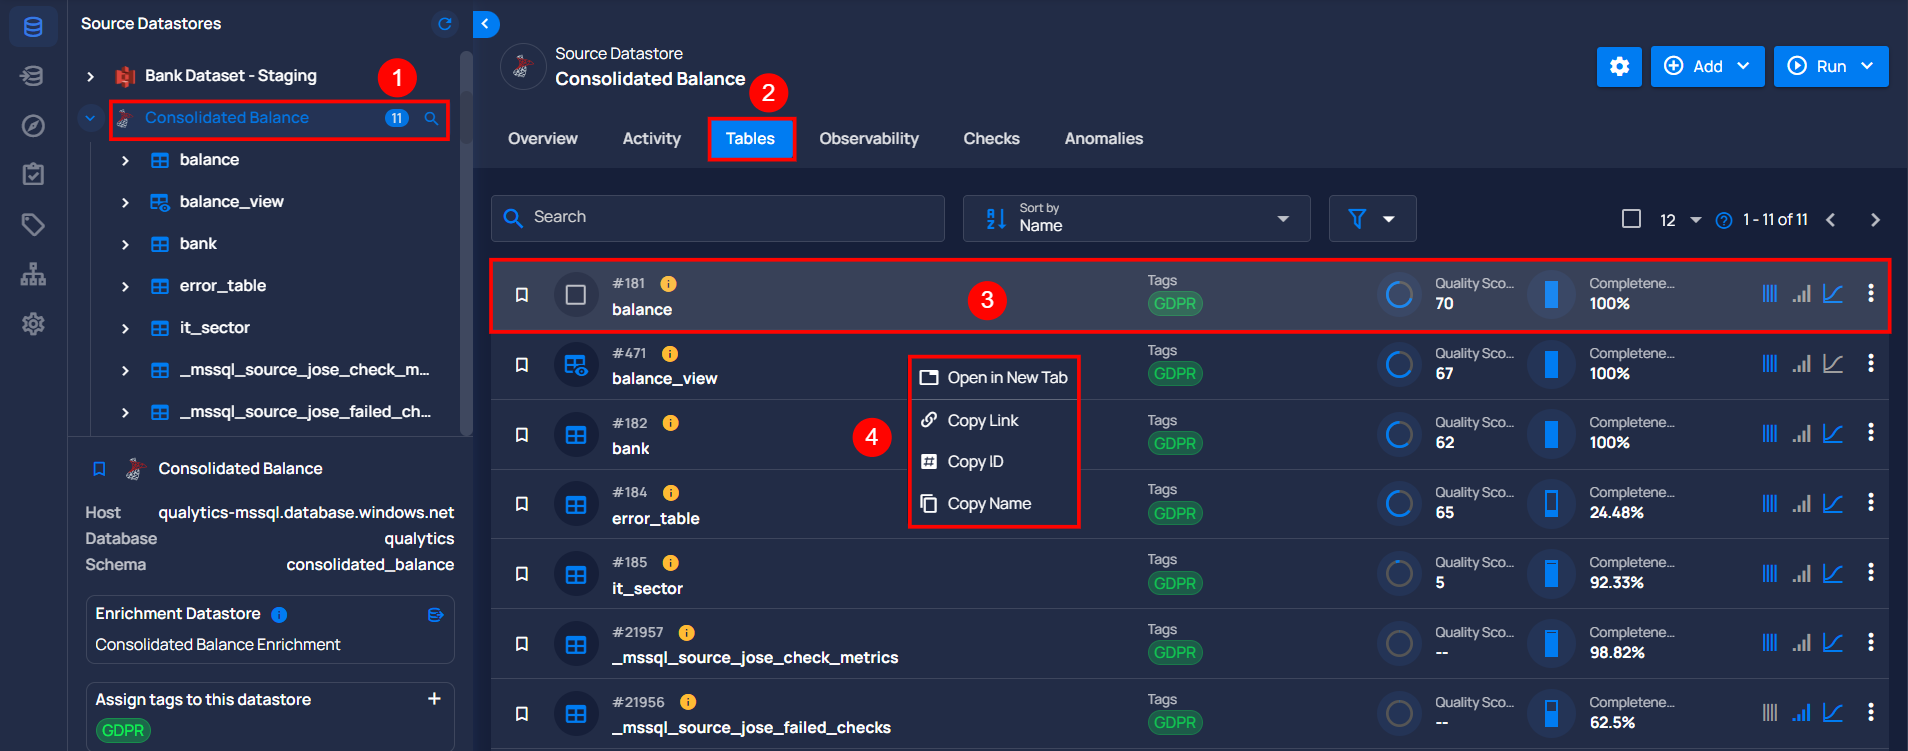 Source Datastores
Bank Dataset - Staging
1
Consolidated Balance
11
balance
balance_view
bank
error_table
it_sector
_mssql_source_jose_check_m...
_mssql_source_jose_failed_ch...
Consolidated Balance
Host qualytics-mssql.database.windows.net
Database qualytics
Schema consolidated_balance
Enrichment Datastore
Consolidated Balance Enrichment
Assign tags to this datastore +
GDPR
Source Datastore
Consolidated Balance
2
Add
Run
Overview Activity Tables Observability Checks Anomalies
Search
Sort by
Name
12
1 - 11 of 11
#181
balance
3
Tags
GDPR
Quality Sco...
70
Completene...
100%
#471
balance_view
Tags
GDPR
Quality Sco...
67
Completene...
100%
#182
bank
Tags
GDPR
Quality Sco...
62
Completene...
100%
#184
error_table
Tags
GDPR
Quality Sco...
65
Completene...
24.48%
#185
it_sector
Tags
GDPR
Quality Sco...
5
Completene...
92.33%
#21957
_mssql_source_jose_check_metrics
Tags
GDPR
Quality Sco...
--
Completene...
98.82%
#21956
_mssql_source_jose_failed_checks
Tags
GDPR
Quality Sco...
--
Completene...
62.5%
4
Open in New Tab
Copy Link
Copy ID
Copy Name